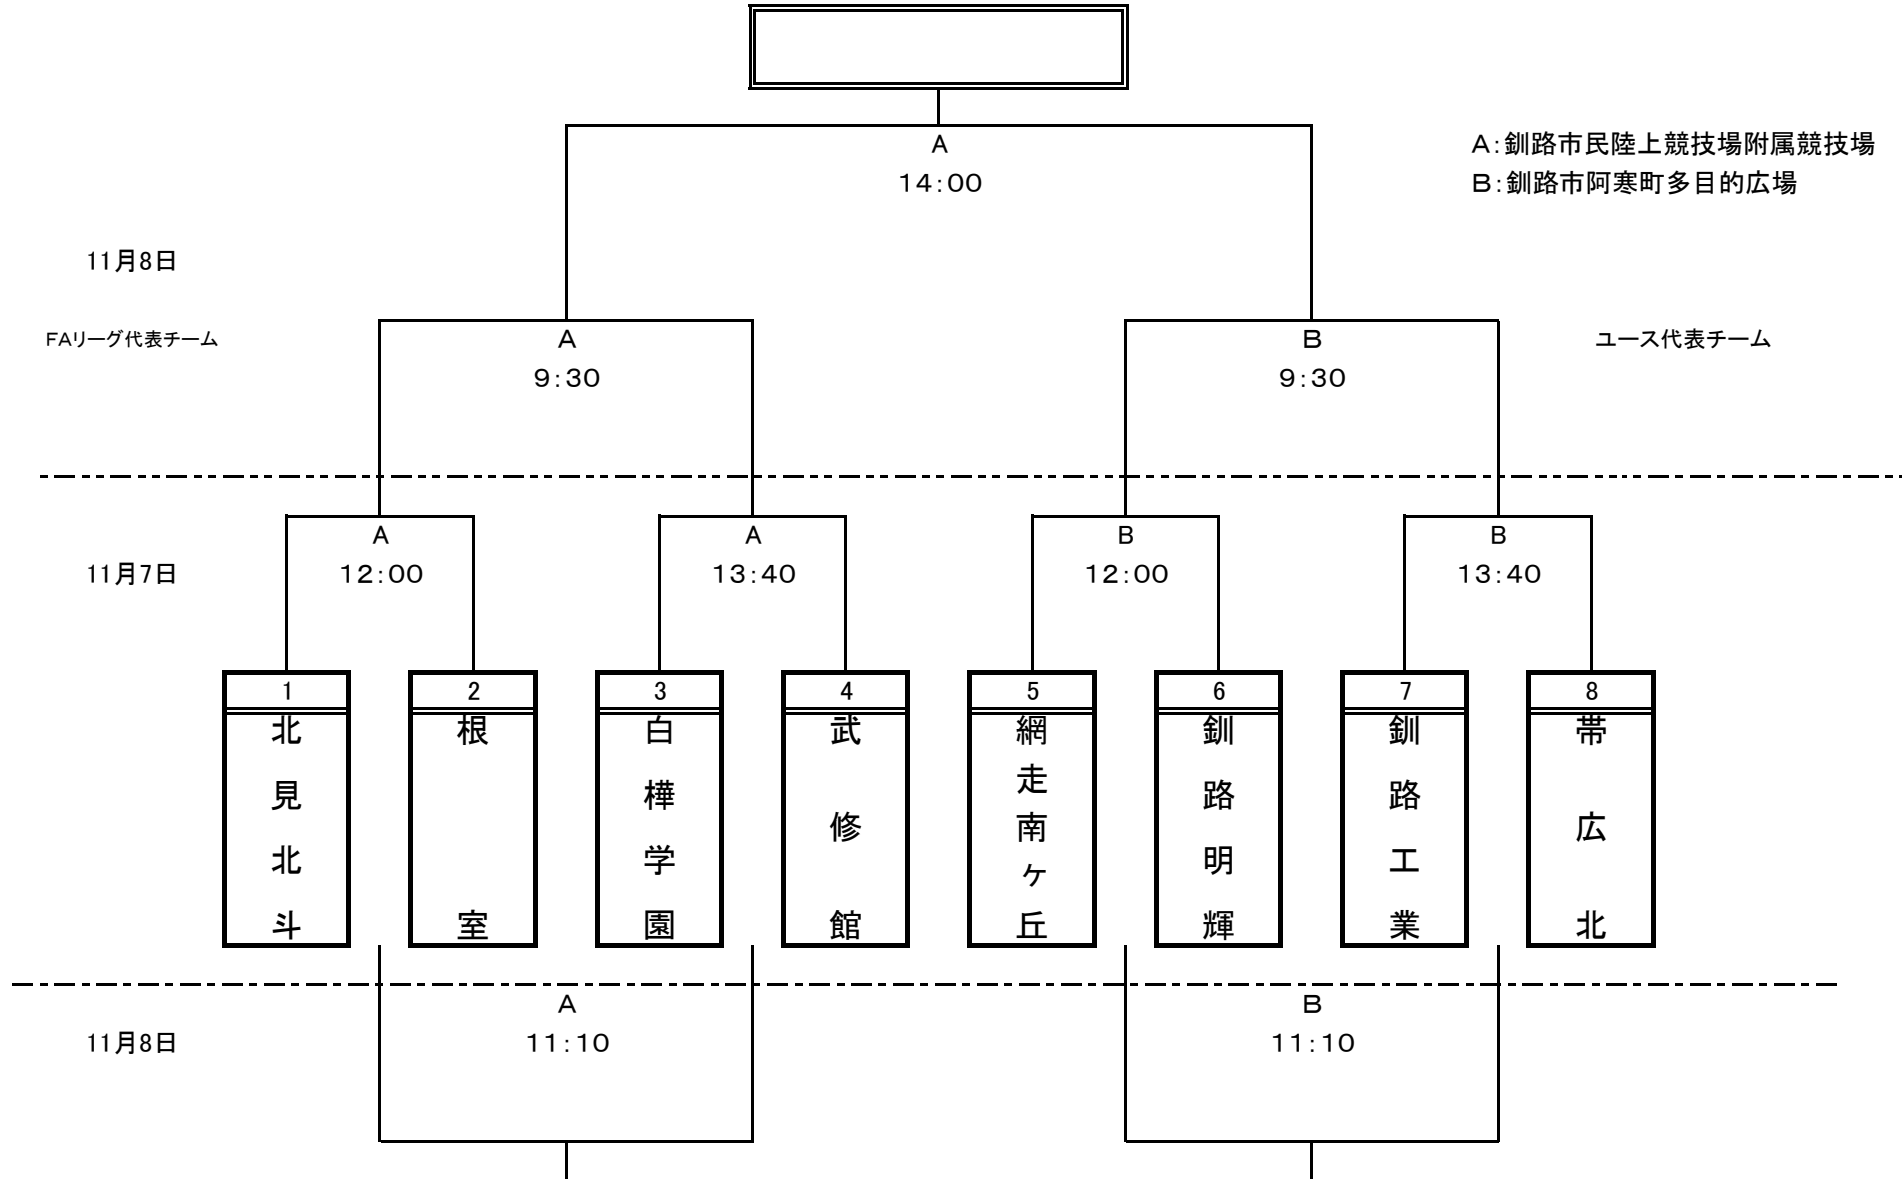 A
14:00
A:釧路市民陸上競技場附属競技場
B:釧路市阿寒町多目的広場
11月8日
FAリーグ代表チーム
A
9:30
B
9:30
ユース代表チーム
11月7日
A
12:00
A
13:40
B
12:00
B
13:40
1
北見北斗
2
根室
3
白樺学園
4
武修館
5
網走南ケ丘
6
釧路明輝
7
釧路工業
8
帯広北
11月8日
A
11:10
B
11:10